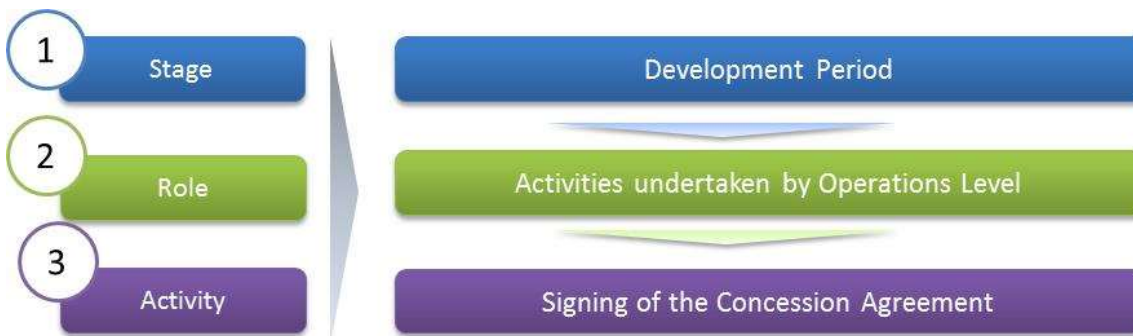 1
Stage
Development Period
2
Role
Activities undertaken by Operations Level
3
Activity
Signing of the Concession Agreement